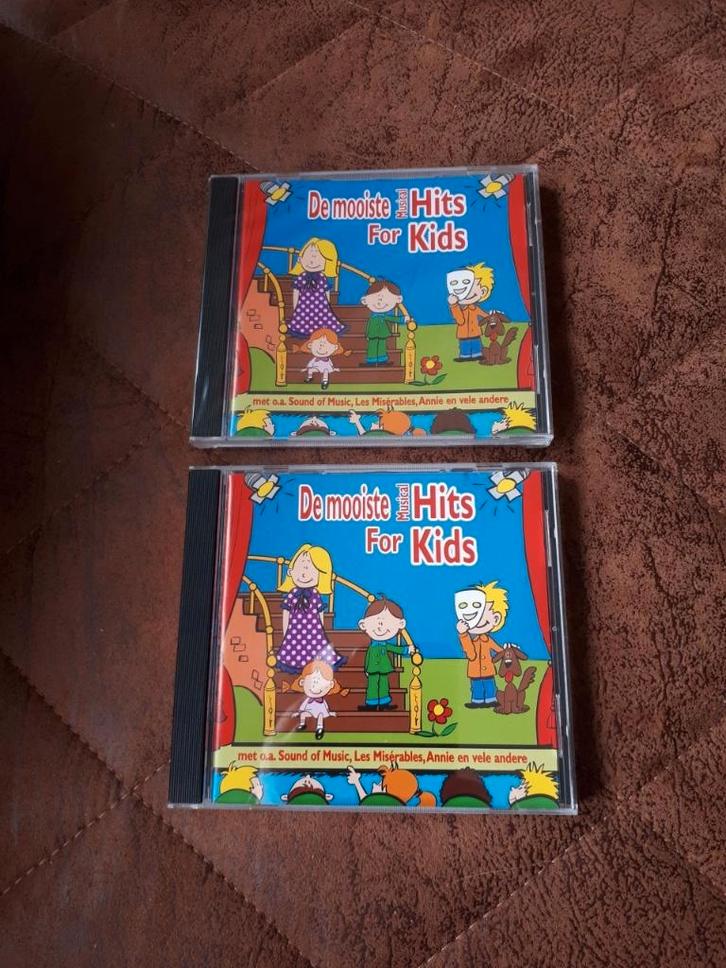 De mooiste Musical Hits
For Kids
met o.a. Sound of Music, Les Misérables, Annie en vele andere
De mooiste Musical Hits
For Kids
met o.a. Sound of Music, Les Misérables, Annie en vele andere